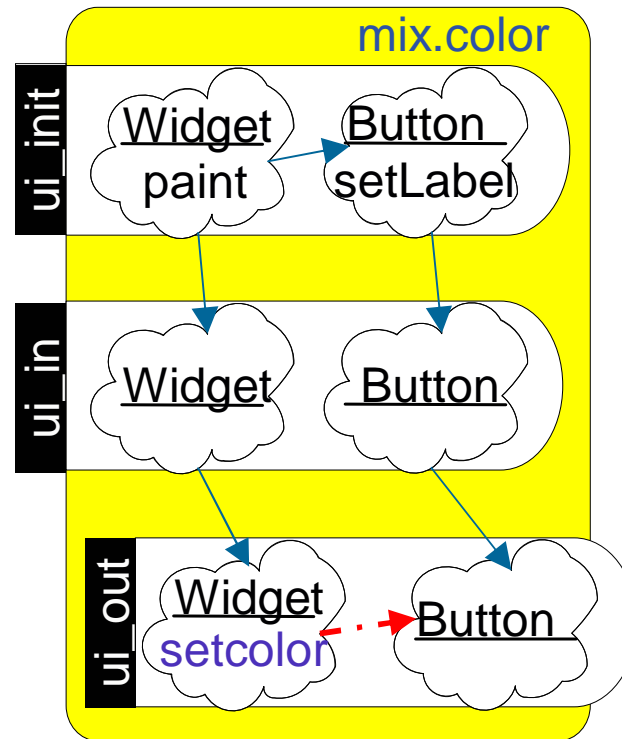 mix.color
ui_init
Widget
paint
Button
setLabel
ui_in
Widget
Button
ui_out
Widget
setcolor
Button